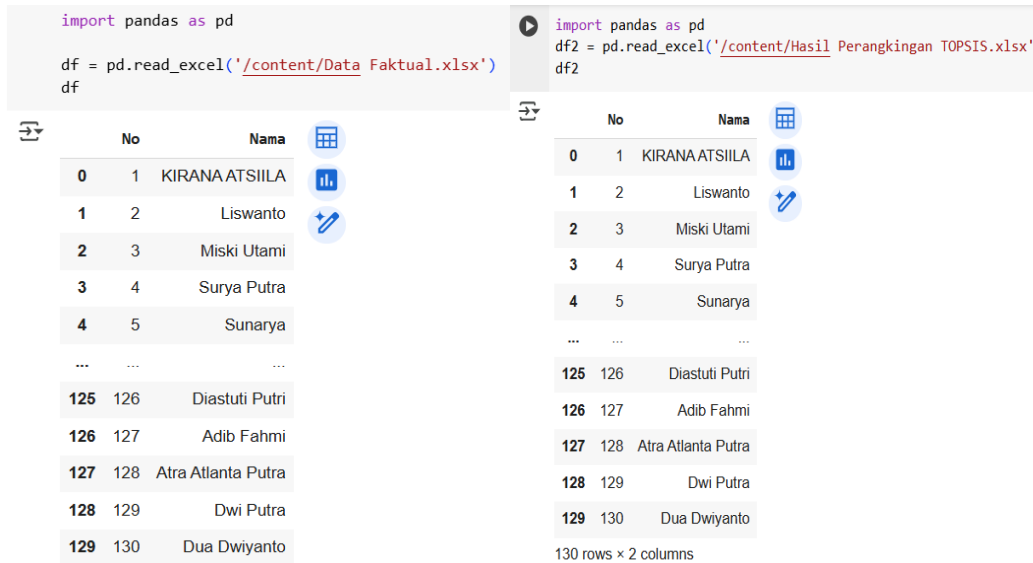 import pandas as pd
df = pd.read_excel('/content/Data Faktual.xlsx')
df
No Nama
0 1 KIRANA ATSIILA
1 2 Liswanto
2 3 Miski Utami
3 4 Surya Putra
4 5 Sunarya
... ... ...
125 126 Diastuti Putri
126 127 Adib Fahmi
127 128 Atra Atlanta Putra
128 129 Dwi Putra
129 130 Dua Dwiyanto
import pandas as pd
df2 = pd.read_excel('/content/Hasil Perangkingan TOPSIS.xlsx'
df2
No Nama
0 1 KIRANA ATSIILA
1 2 Liswanto
2 3 Miski Utami
3 4 Surya Putra
4 5 Sunarya
... ... ...
125 126 Diastuti Putri
126 127 Adib Fahmi
127 128 Atra Atlanta Putra
128 129 Dwi Putra
129 130 Dua Dwiyanto
130 rows × 2 columns